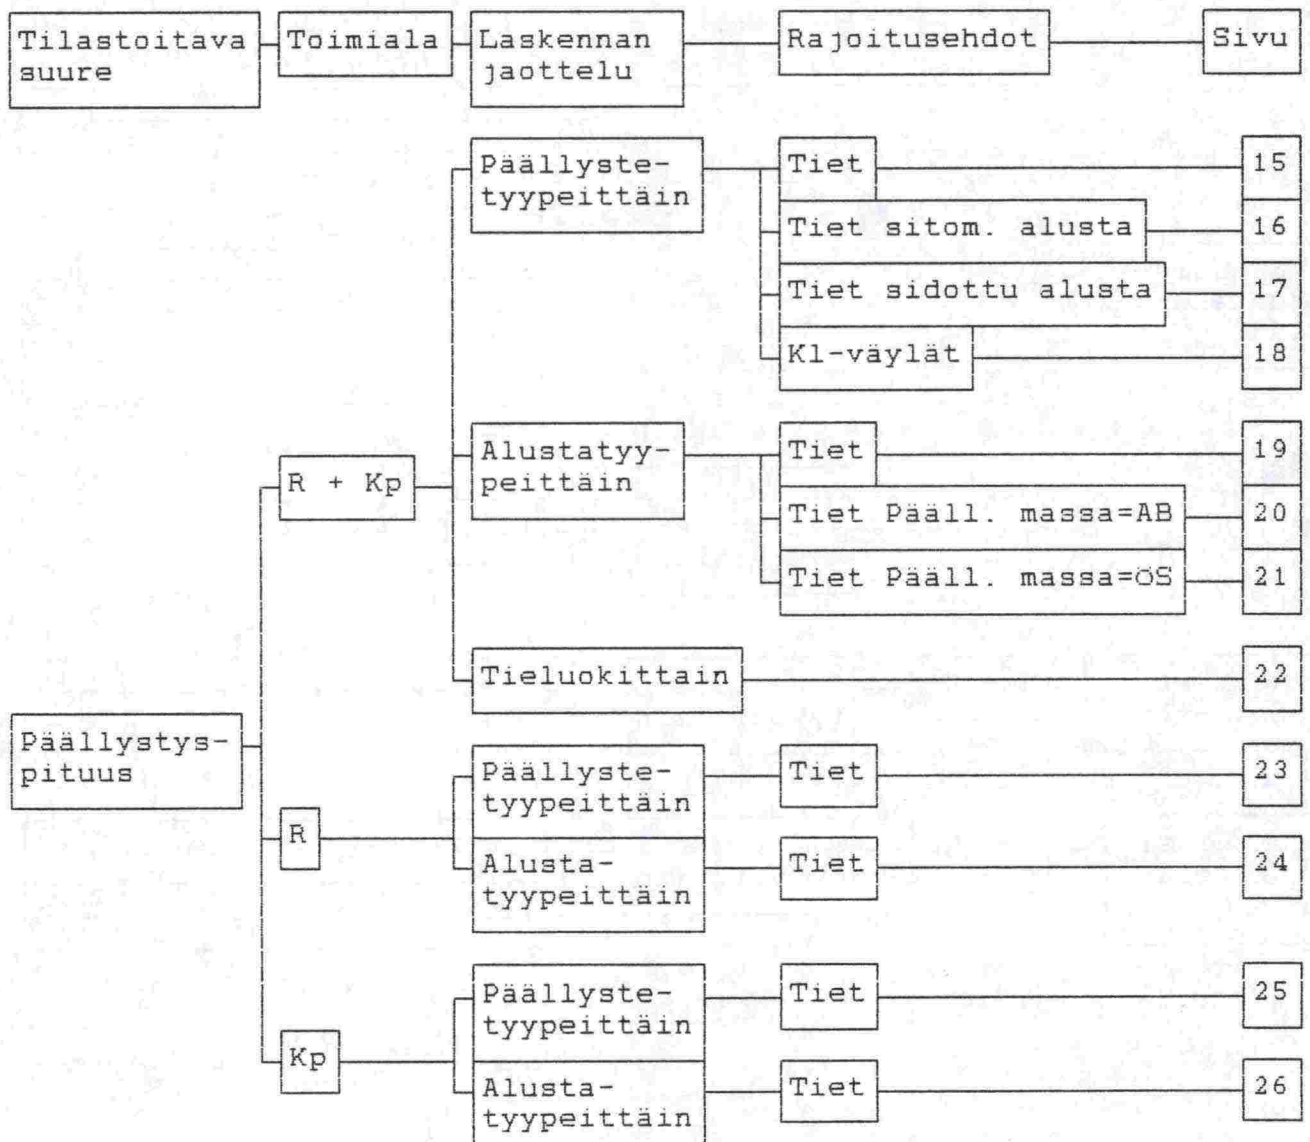 Tilastoitava suure
Toimiala
Laskennan jaottelu
Rajoitusehdot
Sivu
Päällyste-
tyypeittäin
Tiet
15
Tiet sitom. alusta
16
Tiet sidottu alusta
17
Kl-väylät
18
R + Kp
Alustatyy-
peittäin
Tiet
19
Tiet Pääll. massa=AB
20
Tiet Pääll. massa=ÖS
21
Tieluokittain
22
Päällystys-
pituus
R
Päällyste-
tyypeittäin
Tiet
23
Alusta-
tyypeittäin
Tiet
24
Kp
Päällyste-
tyypeittäin
Tiet
25
Alusta-
tyypeittäin
Tiet
26